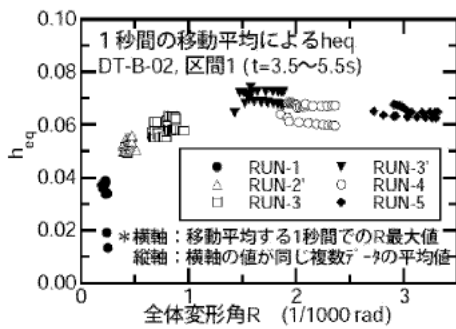 0.10
1秒間の移動平均によるheq
DT-B-02, 区間1 (t=3.5～5.5s)
0.08
0.06
heq
0.04
RUN-1
RUN-3'
RUN-2'
RUN-4
RUN-3
RUN-5
0.02
＊横軸：移動平均する1秒間でのR最大値
縦軸：横軸の値が同じ複数データの平均値
0.00
0 1 2 3
全体変形角R (1/1000 rad)